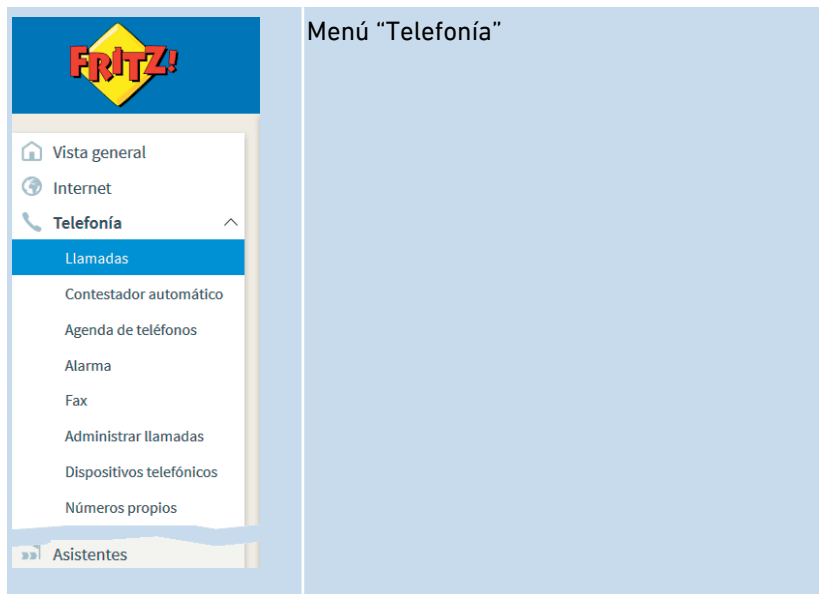 FRITZ!
Menú “Telefonía”
Vista general
Internet
Telefonía
Llamadas
Contestador automático
Agenda de teléfonos
Alarma
Fax
Administrar llamadas
Dispositivos telefónicos
Números propios
Asistentes